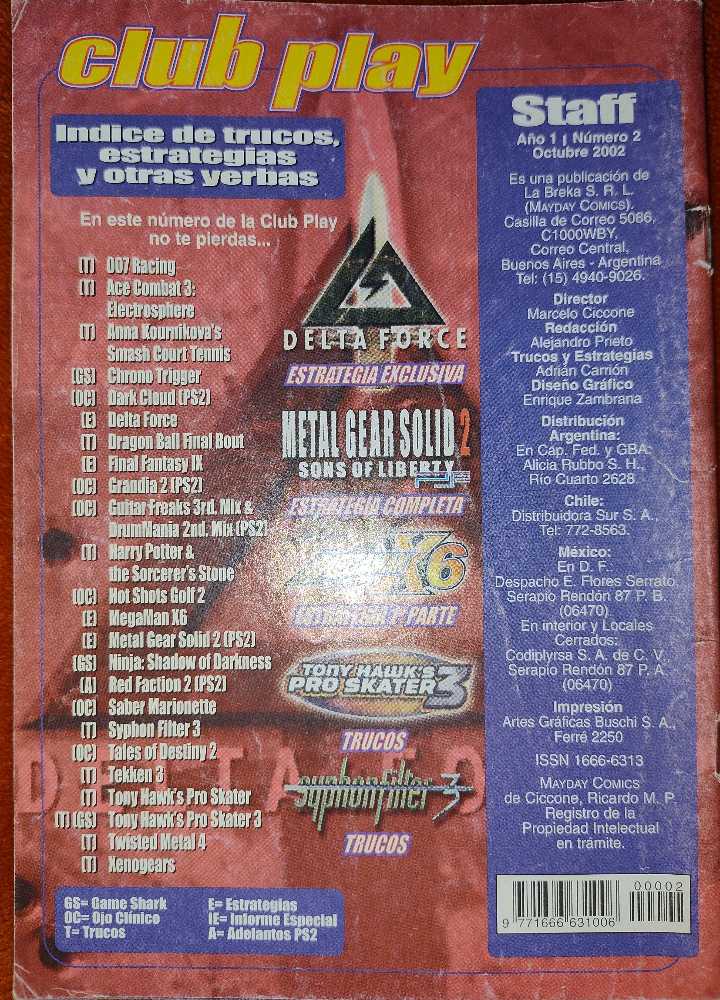 club play
Indice de trucos,
estrategias
y otras yerbas
En este número de la Club Play
no te pierdas...
(T) 007 Racing
(T) Ace Combat 3:
Electrosphere
(T) Anna Kournikova's
Smash Court Tennis
(GS) Chrono Trigger
(OC) Dark Cloud (PS2)
(E) Delta Force
(T) Dragon Ball Final Bout
(E) Final Fantasy IX
(OC) Grandia 2 (PS2)
(OC) Guitar Freaks 3rd. Mix &
DrumMania 2nd. Mix (PS2)
(T) Harry Potter &
the Sorcerer's Stone
(OC) Hot Shots Golf 2
(E) MegaMan X6
(E) Metal Gear Solid 2 (PS2)
(GS) Ninja: Shadow of Darkness
(A) Red Faction 2 (PS2)
(OC) Saber Marionette
(T) Syphon Filter 3
(OC) Tales of Destiny 2
(T) Tekken 3
(T) Tony Hawk's Pro Skater
(T) (GS) Tony Hawk's Pro Skater 3
(T) Twisted Metal 4
(T) Xenogears
GS= Game Shark
OC= Ojo Clínico
T= Trucos
E= Estrategias
IE= Informe Especial
A= Adelantos PS2
DELTA FORCE
ESTRATEGIA EXCLUSIVA
METAL GEAR SOLID 2
SONS OF LIBERTY
ESTRATEGIA COMPLETA
X6
ESTRATEGIA 1ª PARTE
TONY HAWK'S
PRO SKATER 3
TRUCOS
syphon filter 3
TRUCOS
DELTA FO
Staff
Año 1 | Número 2
Octubre 2002
Es una publicación de
La Breka S. R. L.
(MAYDAY COMICS).
Casilla de Correo 5086,
C1000WBY,
Correo Central,
Buenos Aires - Argentina
Tel: (15) 4940-9026.
Director
Marcelo Ciccone
Redacción
Alejandro Prieto
Trucos y Estrategias
Adrián Carrión
Diseño Gráfico
Enrique Zambrana
Distribución
Argentina:
En Cap. Fed. y GBA:
Alicia Rubbo S. H.,
Río Cuarto 2628.
Chile:
Distribuidora Sur S. A.,
Tel: 772-8563.
México:
En D. F.
Despacho E. Flores Serrato,
Serapio Rendón 87 P. B.
(06470)
En interior y Locales
Cerrados:
Codiplyrsa S. A. de C. V.
Serapio Rendón 87 P. A.
(06470)
Impresión
Artes Gráficas Buschi S. A.,
Ferré 2250
ISSN 1666-6313
MAYDAY COMICS
de Ciccone, Ricardo M. P.
Registro de la
Propiedad Intelectual
en trámite.
00002
9 771666 631006